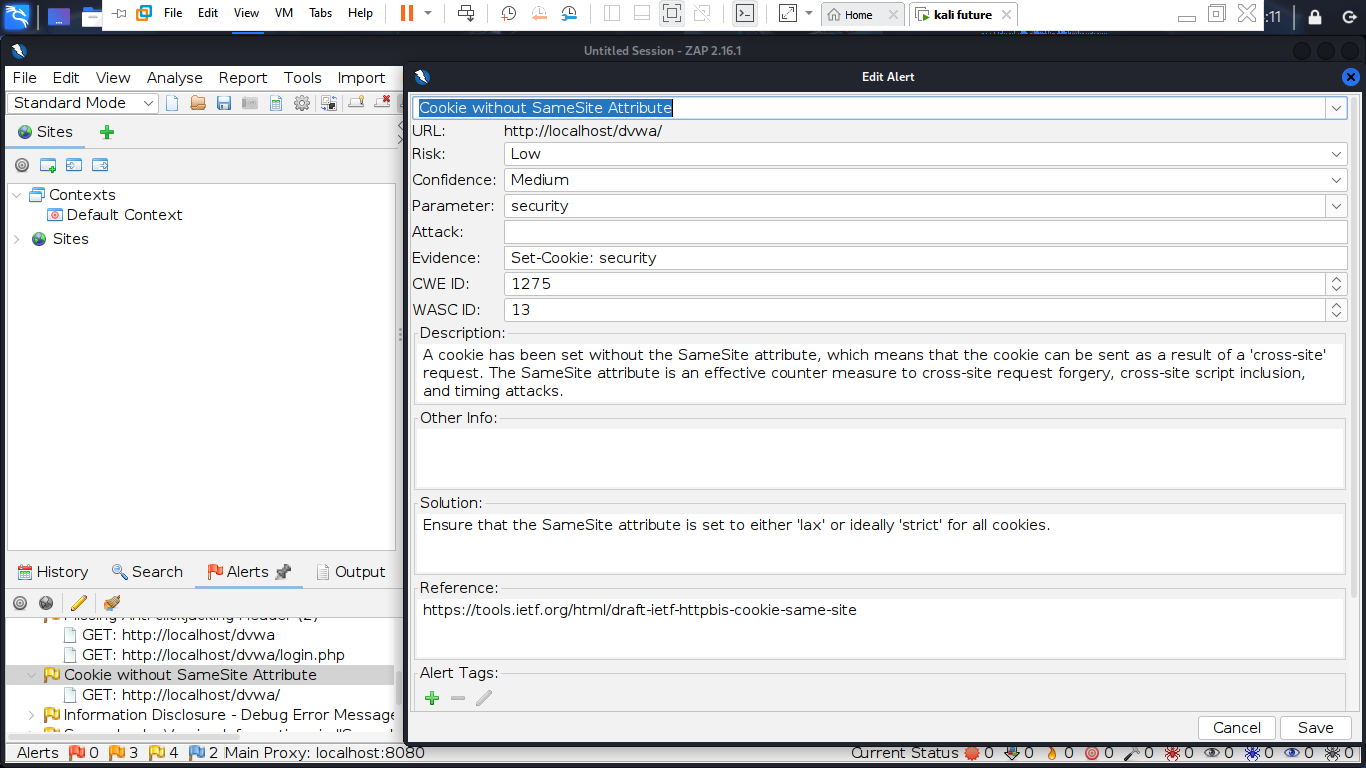 File Edit View VM Tabs Help Home kali future :11
Untitled Session - ZAP 2.16.1
File Edit View Analyse Report Tools Import
Standard Mode
Sites
Contexts
Default Context
Sites
History Search Alerts Output
GET: http://localhost/dvwa
GET: http://localhost/dvwa/login.php
Cookie without SameSite Attribute
GET: http://localhost/dvwa/
Information Disclosure - Debug Error Message
Edit Alert
Cookie without SameSite Attribute
URL: http://localhost/dvwa/
Risk: Low
Confidence: Medium
Parameter: security
Attack:
Evidence: Set-Cookie: security
CWE ID: 1275
WASC ID: 13
Description:
A cookie has been set without the SameSite attribute, which means that the cookie can be sent as a result of a 'cross-site'
request. The SameSite attribute is an effective counter measure to cross-site request forgery, cross-site script inclusion,
and timing attacks.
Other Info:
Solution:
Ensure that the SameSite attribute is set to either 'lax' or ideally 'strict' for all cookies.
Reference:
https://tools.ietf.org/html/draft-ietf-httpbis-cookie-same-site
Alert Tags:
Cancel Save
Alerts 0 3 4 2 Main Proxy: localhost:8080 Current Status 0 0 0 0 0 0 0 0 0 0